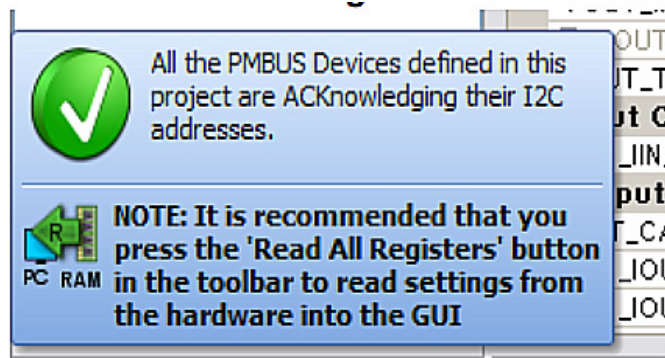 All the PMBUS Devices defined in this
project are ACKnowledging their I2C
addresses.
NOTE: It is recommended that you
press the 'Read All Registers' button
in the toolbar to read settings from
the hardware into the GUI
R
PC RAM